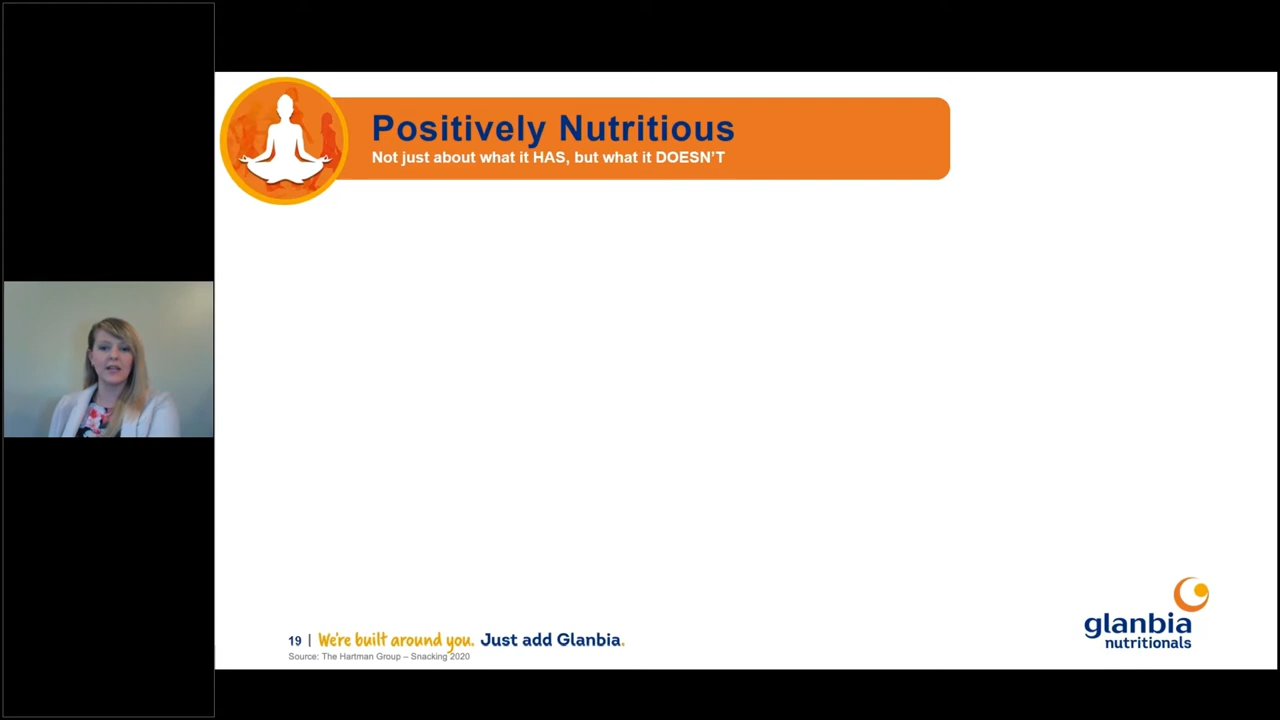 Positively Nutritious
Not just about what it HAS, but what it DOESN'T
19 | We're built around you. Just add Glanbia.
Source: The Hartman Group – Snacking 2020
glanbia
nutritionals